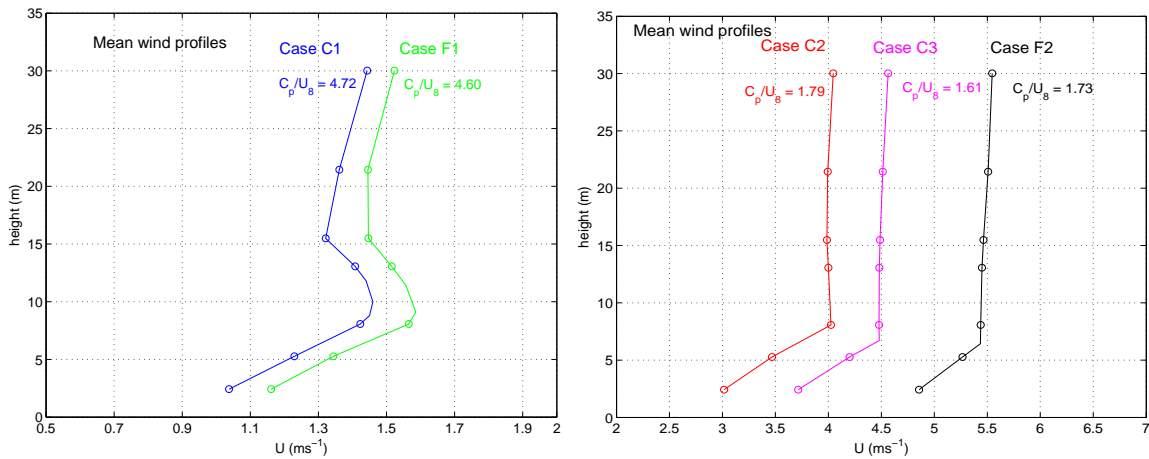 Mean wind profiles
Case C1
Case F1
C_p/U_8 = 4.72
C_p/U_8 = 4.60
35
30
25
20
15
10
5
0
height (m)
0.5
0.7
0.9
1.1
1.3
1.5
1.7
1.9
2
U (ms⁻¹)
Mean wind profiles
Case C2
Case C3
Case F2
C_p/U_8 = 1.79
C_p/U_8 = 1.61
C_p/U_8 = 1.73
35
30
25
20
15
10
5
0
height (m)
2
2.5
3
3.5
4
4.5
5
5.5
6
6.5
7
U (ms⁻¹)